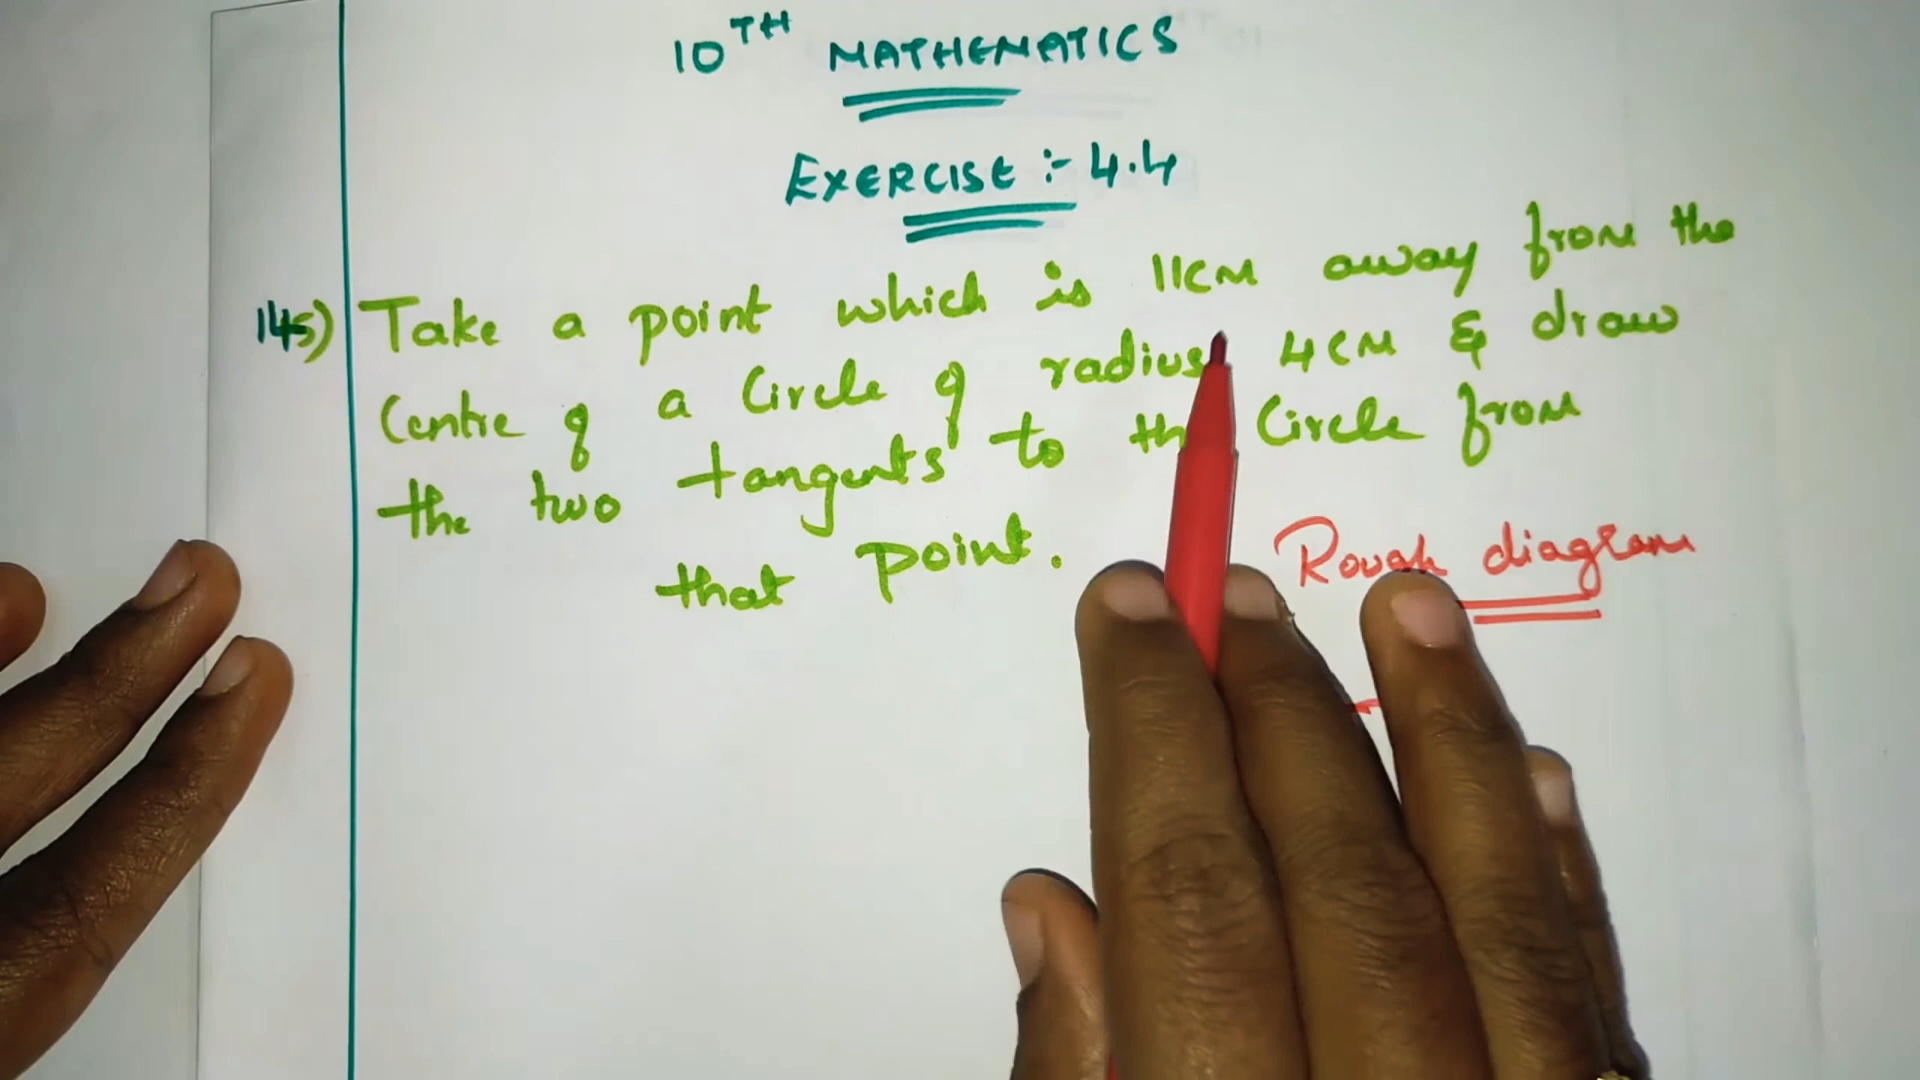 10TH MATHEMATICS
EXERCISE :- 4.4
14) Take a point which is 11cm away from the
Centre of a Circle of radius 4cm & draw
the two tangents to the Circle from
that point.
Rough diagram